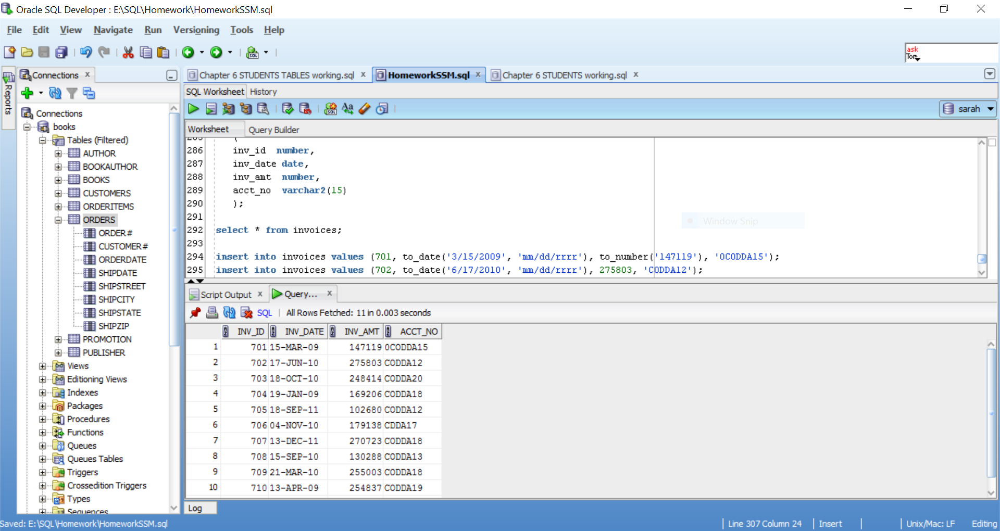 Oracle SQL Developer : E:\SQL\Homework\HomeworkSSM.sql
File Edit View Navigate Run Versioning Tools Help
ask
Tom
Reports
Connections
Chapter 6 STUDENTS TABLES working.sql
HomeworkSSM.sql
Chapter 6 STUDENTS working.sql
SQL Worksheet History
sarah
Worksheet Query Builder
Connections
books
Tables (Filtered)
AUTHOR
BOOKAUTHOR
BOOKS
CUSTOMERS
ORDERITEMS
ORDERS
ORDER#
CUSTOMER#
ORDERDATE
SHIPDATE
SHIPSTREET
SHIPCITY
SHIPSTATE
SHIPZIP
PROMOTION
PUBLISHER
Views
Editioning Views
Indexes
Packages
Procedures
Functions
Queues
Queues Tables
Triggers
Crossedition Triggers
Types
Sequences
286 inv_id number,
287 inv_date date,
288 inv_amt number,
289 acct_no varchar2(15)
290 );
291
292 select * from invoices;
293
294 insert into invoices values (701, to_date('3/15/2009', 'mm/dd/rrrr'), to_number('147119'), '0CODDA15');
295 insert into invoices values (702, to_date('6/17/2010', 'mm/dd/rrrr'), 275803, 'CODDA12');
Window Snip
Script Output
Query...
SQL All Rows Fetched: 11 in 0.003 seconds
INV_ID INV_DATE INV_AMT ACCT_NO
1 701 15-MAR-09 147119 0CODDA15
2 702 17-JUN-10 275803 CODDA12
3 703 18-OCT-10 248414 CODDA20
4 704 19-JAN-09 169206 CODDA18
5 705 18-SEP-11 102680 CODDA12
6 706 04-NOV-10 179138 CDDA17
7 707 13-DEC-11 270723 CODDA18
8 708 15-SEP-10 130288 CODDA13
9 709 21-MAR-10 255003 CODDA18
10 710 13-APR-09 254837 CODDA19
Log
Saved: E:\SQL\Homework\HomeworkSSM.sql
Line 307 Column 24
Insert
Unix/Mac: LF
Editing